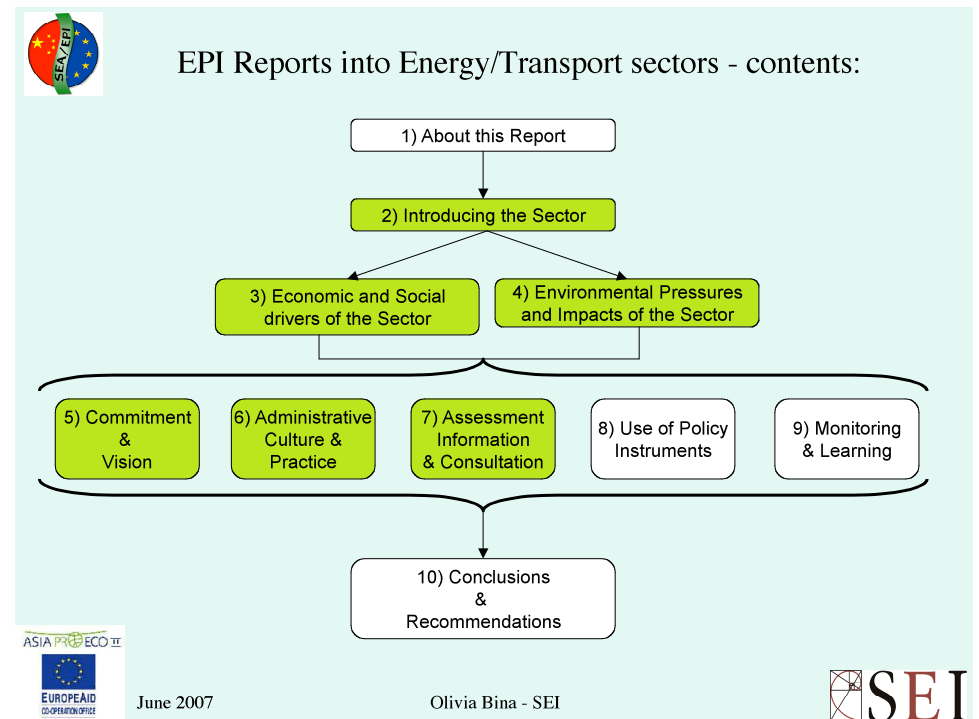 SEA/EPI
EPI Reports into Energy/Transport sectors - contents:
1) About this Report
2) Introducing the Sector
3) Economic and Social
drivers of the Sector
4) Environmental Pressures
and Impacts of the Sector
5) Commitment
&
Vision
6) Administrative
Culture &
Practice
7) Assessment
Information
& Consultation
8) Use of Policy
Instruments
9) Monitoring
& Learning
10) Conclusions
&
Recommendations
ASIA PRO ECO II
EUROPEAID
CO-OPERATION OFFICE
June 2007
Olivia Bina - SEI
SEI